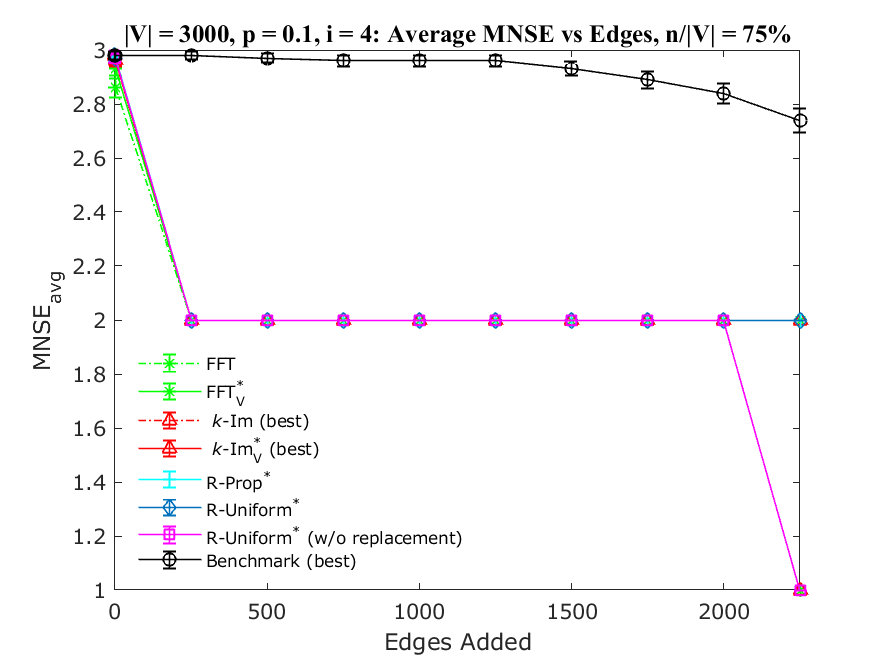 |V| = 3000, p = 0.1, i = 4: Average MNSE vs Edges, n/|V| = 75%
3
2.8
2.6
2.4
2.2
2
1.8
1.6
1.4
1.2
1
MNSE_avg
FFT
FFT*_V
k-Im (best)
k-Im*_V (best)
R-Prop*
R-Uniform*
R-Uniform* (w/o replacement)
Benchmark (best)
0 500 1000 1500 2000
Edges Added